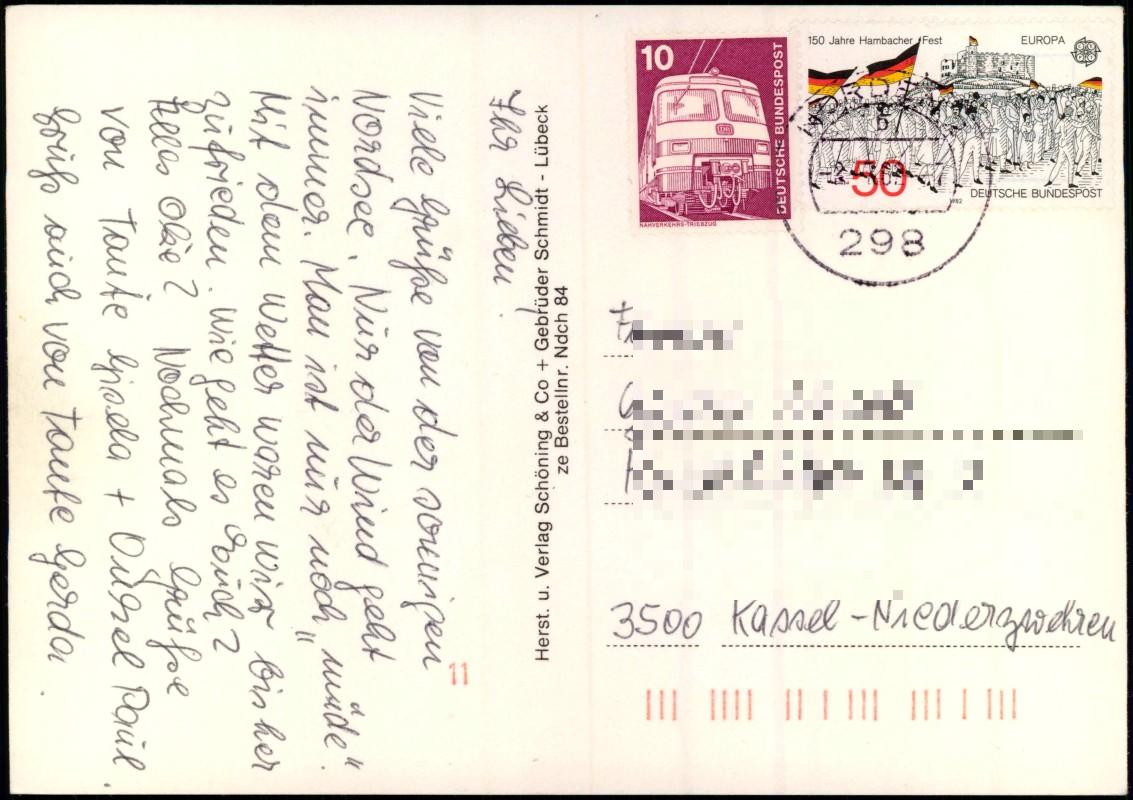 Ihr Lieben!
Viele Grüße von der sonnigen
Nordsee. Nur der Wind geht
immer. Man ist nur noch „müde".
Mit dem Wetter waren wir bisher
zufrieden. Wie geht es Euch?
Alles okie? Nochmals Grüße
von Tante Gisela + Onkel Paul.
Gruß auch von Tante Gerda.
Herst. u. Verlag Schöning & Co + Gebrüder Schmidt - Lübeck
ze Bestellnr. Ndch 84
11
10
DEUTSCHE BUNDESPOST
NAHVERKEHRS-TRIEBZUG
150 Jahre Hambacher Fest
EUROPA
50
DEUTSCHE BUNDESPOST
1982
298
3500 Kassel-Niederzwehren